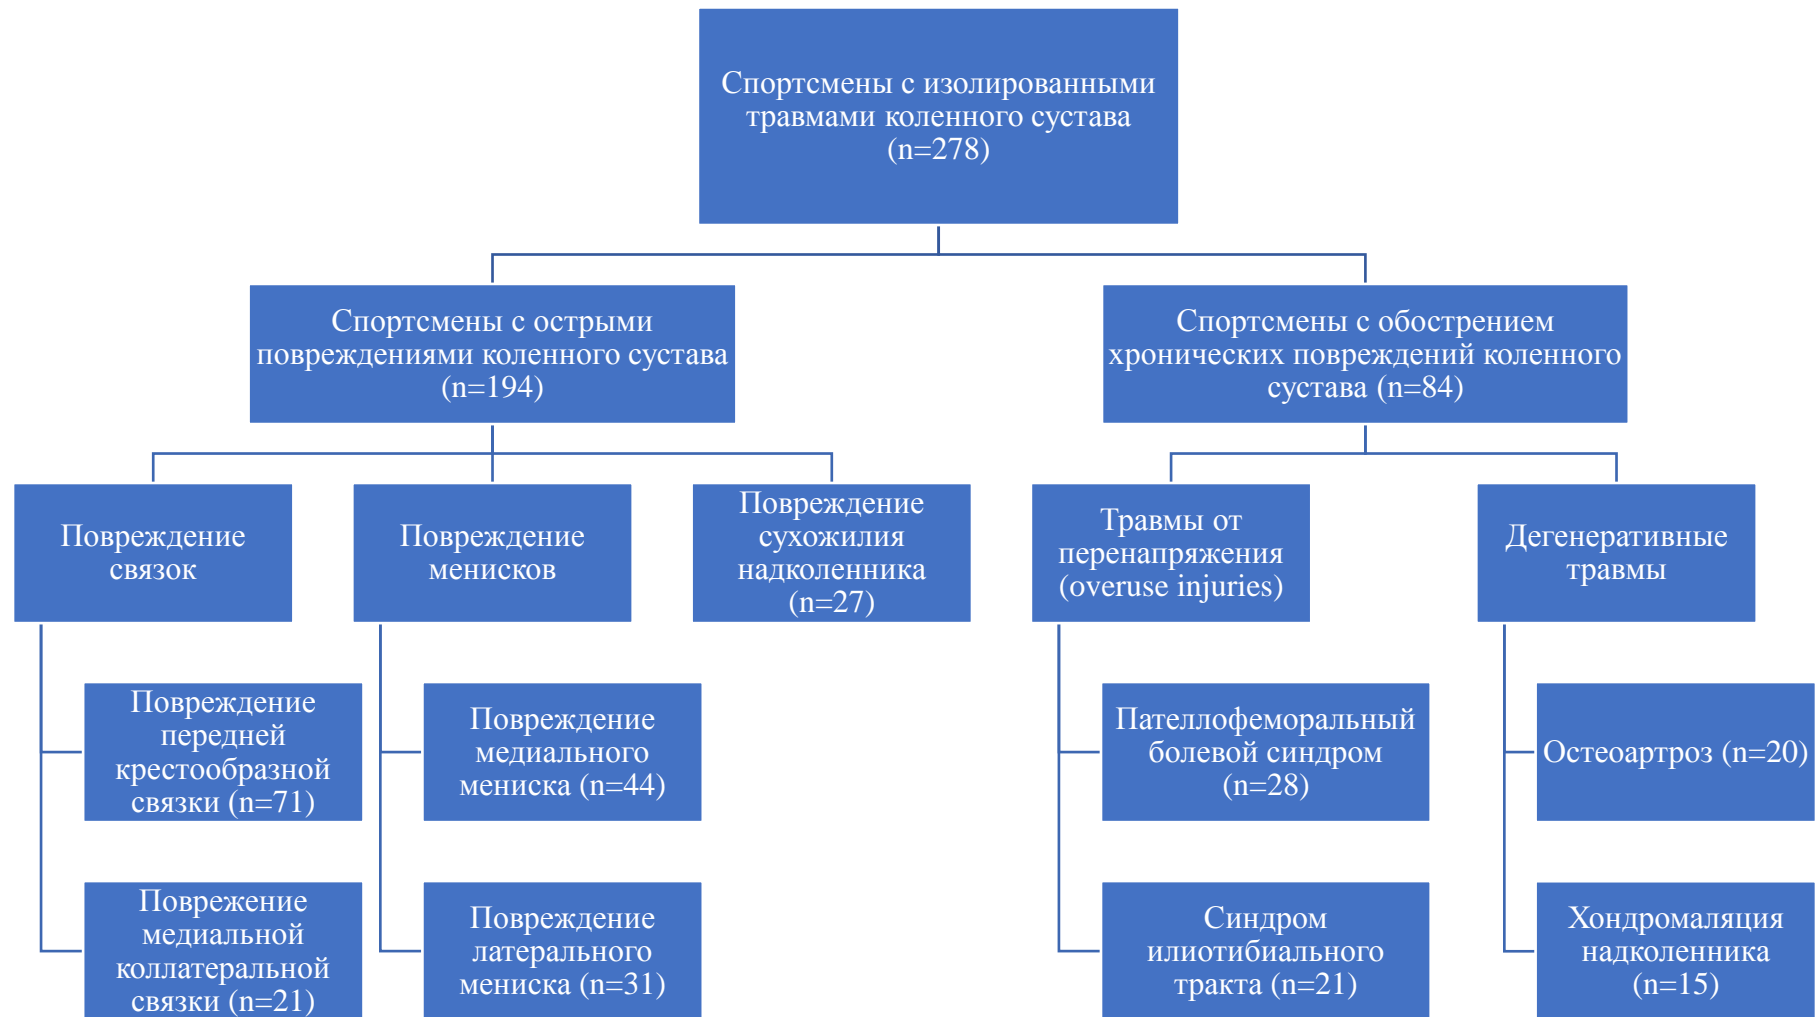 Спортсмены с изолированными
травмами коленного сустава
(n=278)
Спортсмены с острыми
повреждениями коленного сустава
(n=194)
Спортсмены с обострением
хронических повреждений коленного
сустава (n=84)
Повреждение
связок
Повреждение
менисков
Повреждение
сухожилия
надколенника
(n=27)
Травмы от
перенапряжения
(overuse injuries)
Дегенеративные
травмы
Повреждение
передней
крестообразной
связки (n=71)
Повреждение
медиального
мениска (n=44)
Пателлофеморальный
болевой синдром
(n=28)
Остеоартроз (n=20)
Поврежение
медиальной
коллатеральной
связки (n=21)
Повреждение
латерального
мениска (n=31)
Синдром
илиотибиального
тракта (n=21)
Хондромаляция
надколенника
(n=15)